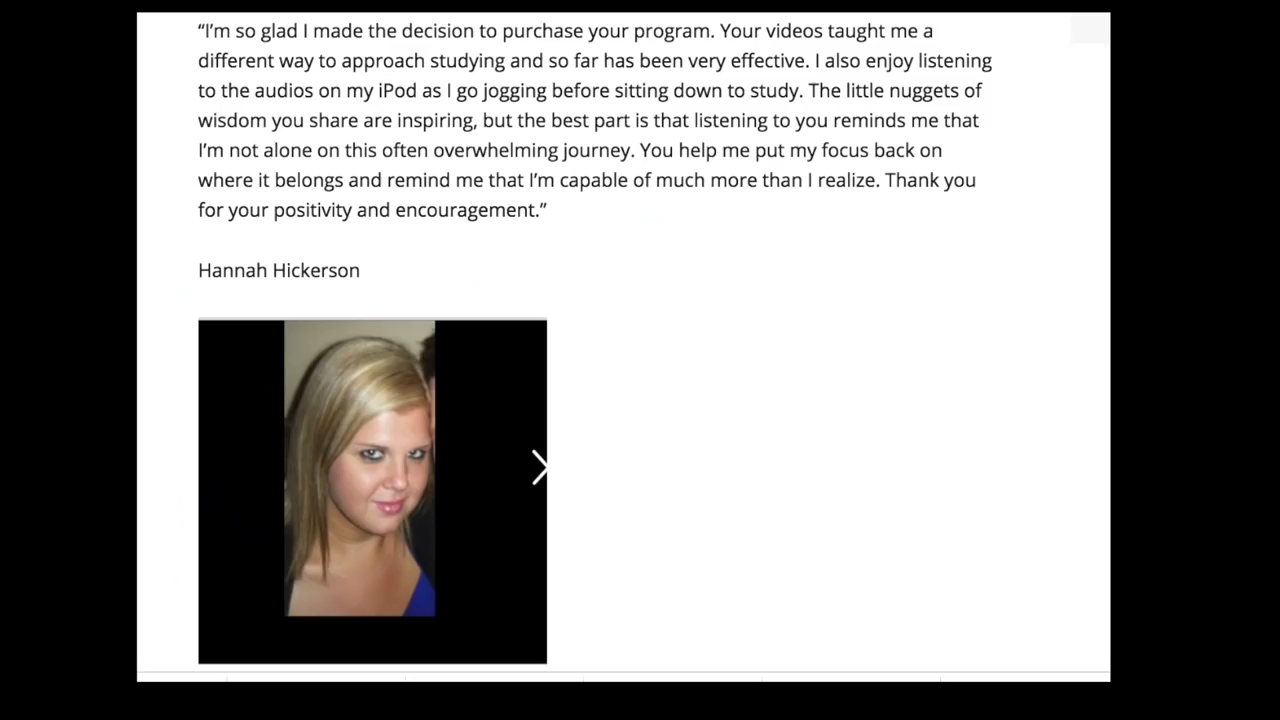 “I’m so glad I made the decision to purchase your program. Your videos taught me a
different way to approach studying and so far has been very effective. I also enjoy listening
to the audios on my iPod as I go jogging before sitting down to study. The little nuggets of
wisdom you share are inspiring, but the best part is that listening to you reminds me that
I’m not alone on this often overwhelming journey. You help me put my focus back on
where it belongs and remind me that I’m capable of much more than I realize. Thank you
for your positivity and encouragement.”
Hannah Hickerson